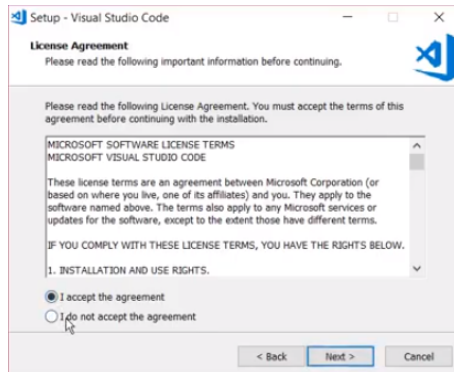 Setup - Visual Studio Code
License Agreement
Please read the following important information before continuing.
Please read the following License Agreement. You must accept the terms of this
agreement before continuing with the installation.
MICROSOFT SOFTWARE LICENSE TERMS
MICROSOFT VISUAL STUDIO CODE
These license terms are an agreement between Microsoft Corporation (or
based on where you live, one of its affiliates) and you. They apply to the
software named above. The terms also apply to any Microsoft services or
updates for the software, except to the extent those have different terms.
IF YOU COMPLY WITH THESE LICENSE TERMS, YOU HAVE THE RIGHTS BELOW.
1. INSTALLATION AND USE RIGHTS.
I accept the agreement
I do not accept the agreement
< Back Next > Cancel